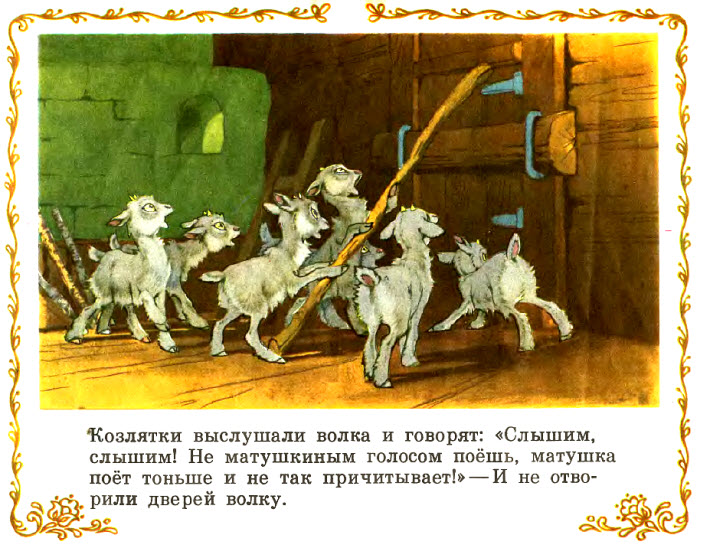 Козлятки выслушали волка и говорят: «Слышим,
слышим! Не матушкиным голосом поёшь, матушка
поёт тоньше и не так причитывает!» — И не отво-
рили дверей волку.